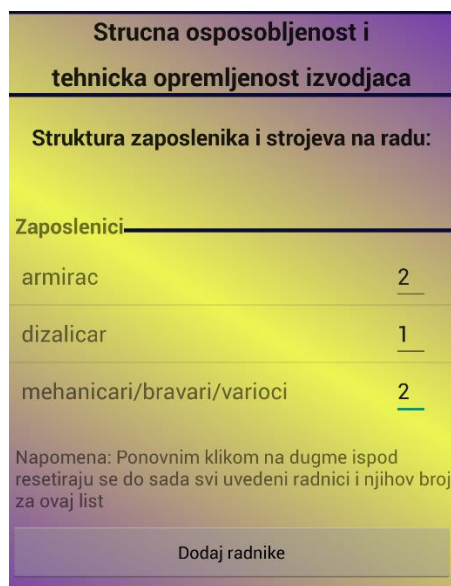 Strucna osposobljenost i
tehnicka opremljenost izvodjaca
Struktura zaposlenika i strojeva na radu:
Zaposlenici
armirac 2
dizalicar 1
mehanicari/bravari/varioci 2
Napomena: Ponovnim klikom na dugme ispod
resetiraju se do sada svi uvedeni radnici i njihov broj
za ovaj list
Dodaj radnike